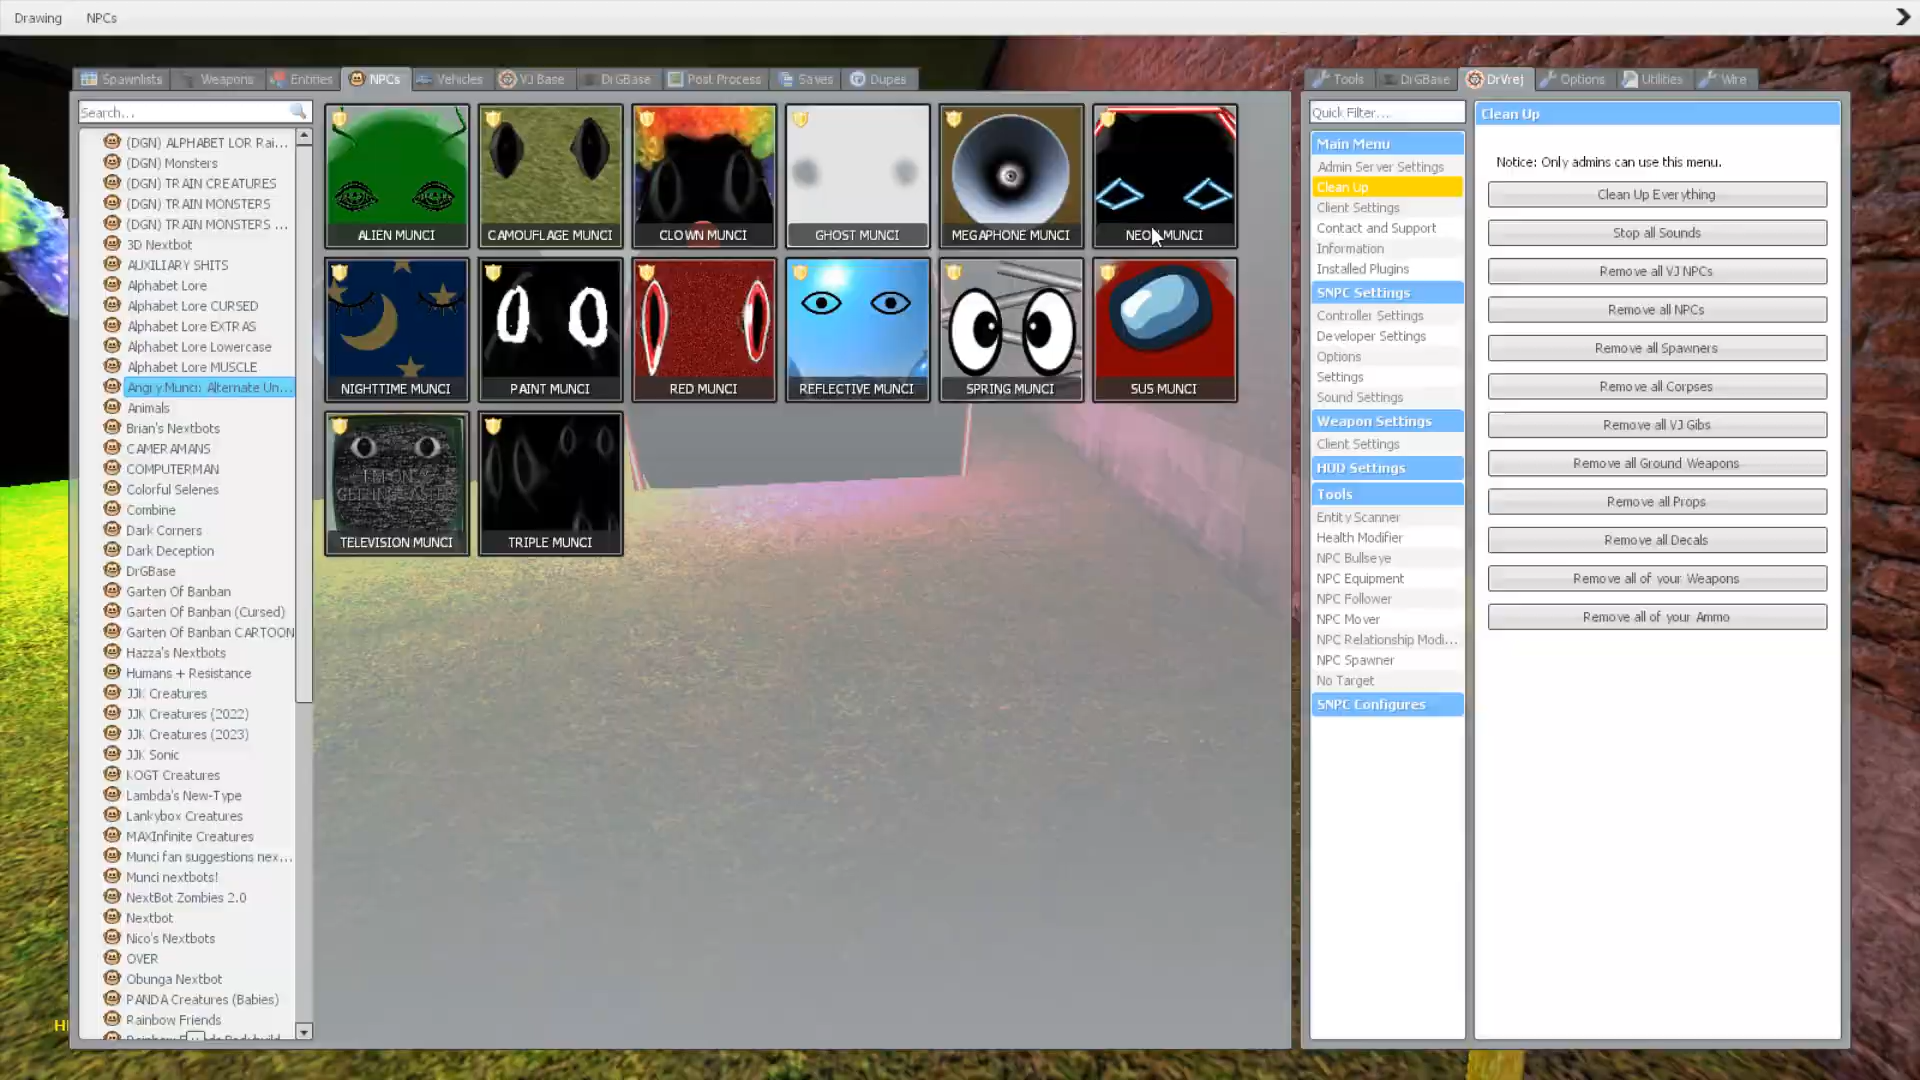 Drawing NPCs
Spawnlists Weapons Entities NPCs Vehicles VJ Base DrGBase Post Process Saves Dupes
Search...
(DGN) ALPHABET LOR Rai...
(DGN) Monsters
(DGN) TRAIN CREATURES
(DGN) TRAIN MONSTERS
(DGN) TRAIN MONSTERS ...
3D Nextbot
AUXILIARY SHITS
Alphabet Lore
Alphabet Lore CURSED
Alphabet Lore EXTRAS
Alphabet Lore Lowercase
Alphabet Lore MUSCLE
Angry Munci: Alternate Un...
Animals
Brian's Nextbots
CAMERAMANS
COMPUTERMAN
Colorful Selenes
Combine
Dark Corners
Dark Deception
DrGBase
Garten Of Banban
Garten Of Banban (Cursed)
Garten Of Banban CARTOON
Hazza's Nextbots
Humans + Resistance
JJK Creatures
JJK Creatures (2022)
JJK Creatures (2023)
JJK Sonic
KOGT Creatures
Lambda's New-Type
Lankybox Creatures
MAXInfinite Creatures
Munci fan suggestions nex...
Munci nextbots!
NextBot Zombies 2.0
Nextbot
Nico's Nextbots
OVER
Obunga Nextbot
PANDA Creatures (Babies)
Rainbow Friends
ALIEN MUNCI
CAMOUFLAGE MUNCI
CLOWN MUNCI
GHOST MUNCI
MEGAPHONE MUNCI
NEON MUNCI
NIGHTTIME MUNCI
PAINT MUNCI
RED MUNCI
REFLECTIVE MUNCI
SPRING MUNCI
SUS MUNCI
TELEVISION MUNCI
TRIPLE MUNCI
Tools DrGBase DrVrej Options Utilities Wire
Quick Filter...
Main Menu
Admin Server Settings
Clean Up
Client Settings
Contact and Support
Information
Installed Plugins
SNPC Settings
Controller Settings
Developer Settings
Options
Settings
Sound Settings
Weapon Settings
Client Settings
HUD Settings
Tools
Entity Scanner
Health Modifier
NPC Bullseye
NPC Equipment
NPC Follower
NPC Mover
NPC Relationship Modi...
NPC Spawner
No Target
SNPC Configures
Clean Up
Notice: Only admins can use this menu.
Clean Up Everything
Stop all Sounds
Remove all VJ NPCs
Remove all NPCs
Remove all Spawners
Remove all Corpses
Remove all VJ Gibs
Remove all Ground Weapons
Remove all Props
Remove all Decals
Remove all of your Weapons
Remove all of your Ammo